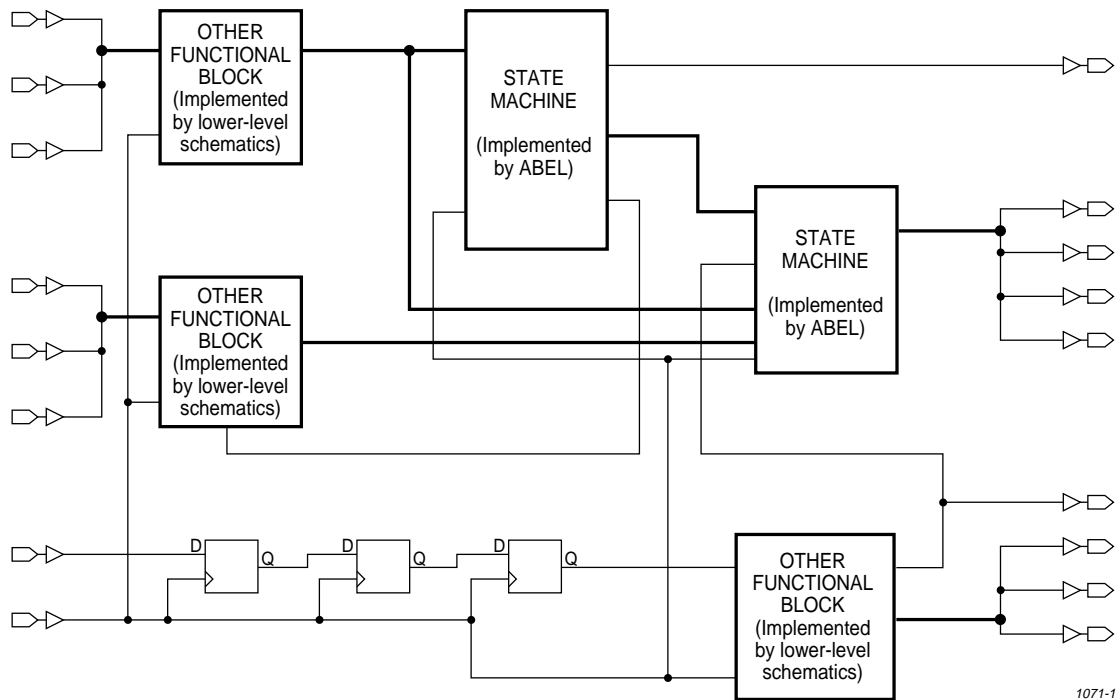 OTHER
FUNCTIONAL
BLOCK
(Implemented
by lower-level
schematics)
STATE
MACHINE
(Implemented
by ABEL)
STATE
MACHINE
(Implemented
by ABEL)
OTHER
FUNCTIONAL
BLOCK
(Implemented
by lower-level
schematics)
D
Q
D
Q
D
Q
OTHER
FUNCTIONAL
BLOCK
(Implemented
by lower-level
schematics)
1071-1